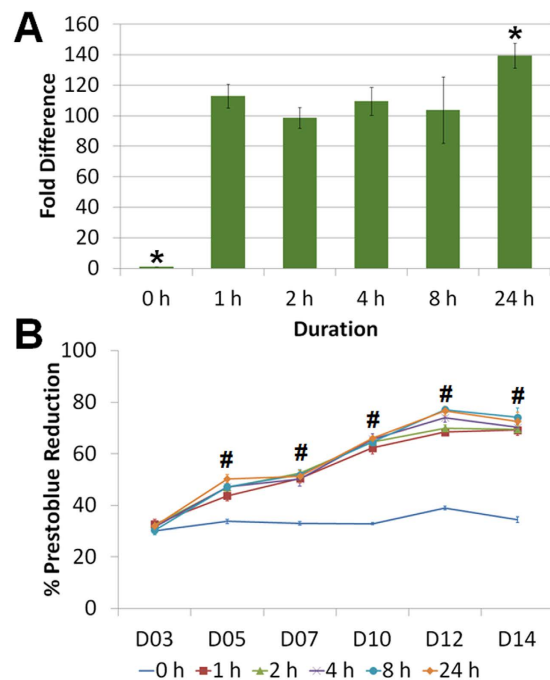 A
160
140
120
100
80
60
40
20
0
Fold Difference
*
*
0 h 1 h 2 h 4 h 8 h 24 h
Duration
B
100
80
60
40
20
0
% Prestoblue Reduction
# # # # # #
D03 D05 D07 D10 D12 D14
0 h 1 h 2 h 4 h 8 h 24 h